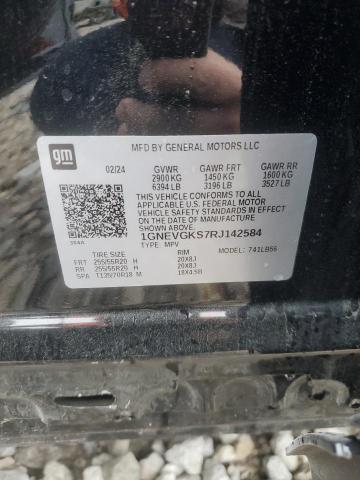 gm
MFD BY GENERAL MOTORS LLC
02/24 GVWR GAWR FRT GAWR RR
2900 KG 1450 KG 1600 KG
6394 LB 3196 LB 3527 LB
THIS VEHICLE CONFORMS TO ALL
APPLICABLE U.S. FEDERAL MOTOR
VEHICLE SAFETY STANDARDS IN EFFECT
ON THE DATE OF MANUFACTURE
SHOWN ABOVE.
1GNEVGKS7RJ142584
TYPE: MPV MODEL: 741LB56
TIRE SIZE RIM
FRT 255/55R20 H 20X8J
RR 255/55R20 H 20X8J
SPA T135/70R18 M 18X4.5B